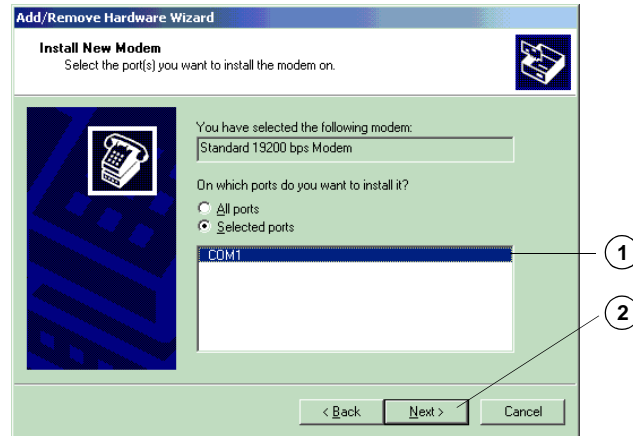 Add/Remove Hardware Wizard
Install New Modem
Select the port(s) you want to install the modem on.
You have selected the following modem:
Standard 19200 bps Modem
On which ports do you want to install it?
All ports
Selected ports
COM1
1
2
< Back
Next >
Cancel